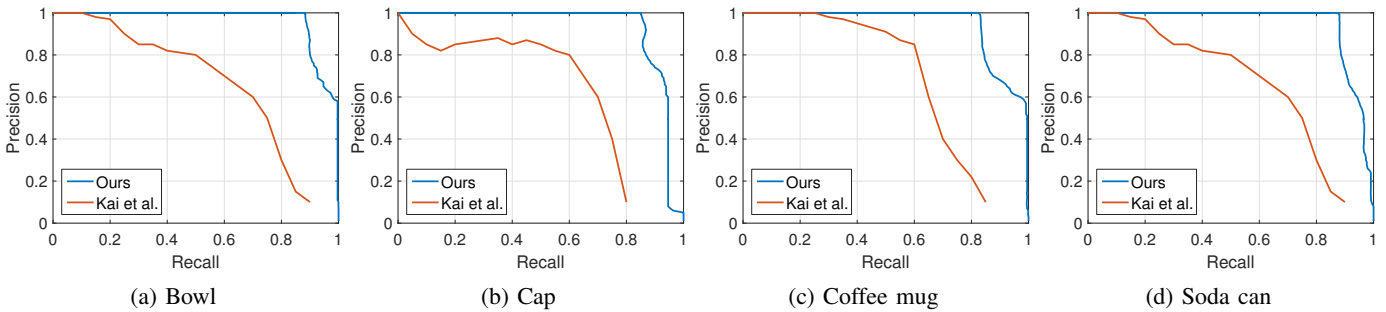 1
0.8
0.6
0.4
0.2
0
Precision
Ours
Kai et al.
0 0.2 0.4 0.6 0.8 1
Recall
(a) Bowl
1
0.8
0.6
0.4
0.2
0
Precision
Ours
Kai et al.
0 0.2 0.4 0.6 0.8 1
Recall
(b) Cap
1
0.8
0.6
0.4
0.2
0
Precision
Ours
Kai et al.
0 0.2 0.4 0.6 0.8 1
Recall
(c) Coffee mug
1
0.8
0.6
0.4
0.2
0
Precision
Ours
Kai et al.
0 0.2 0.4 0.6 0.8 1
Recall
(d) Soda can